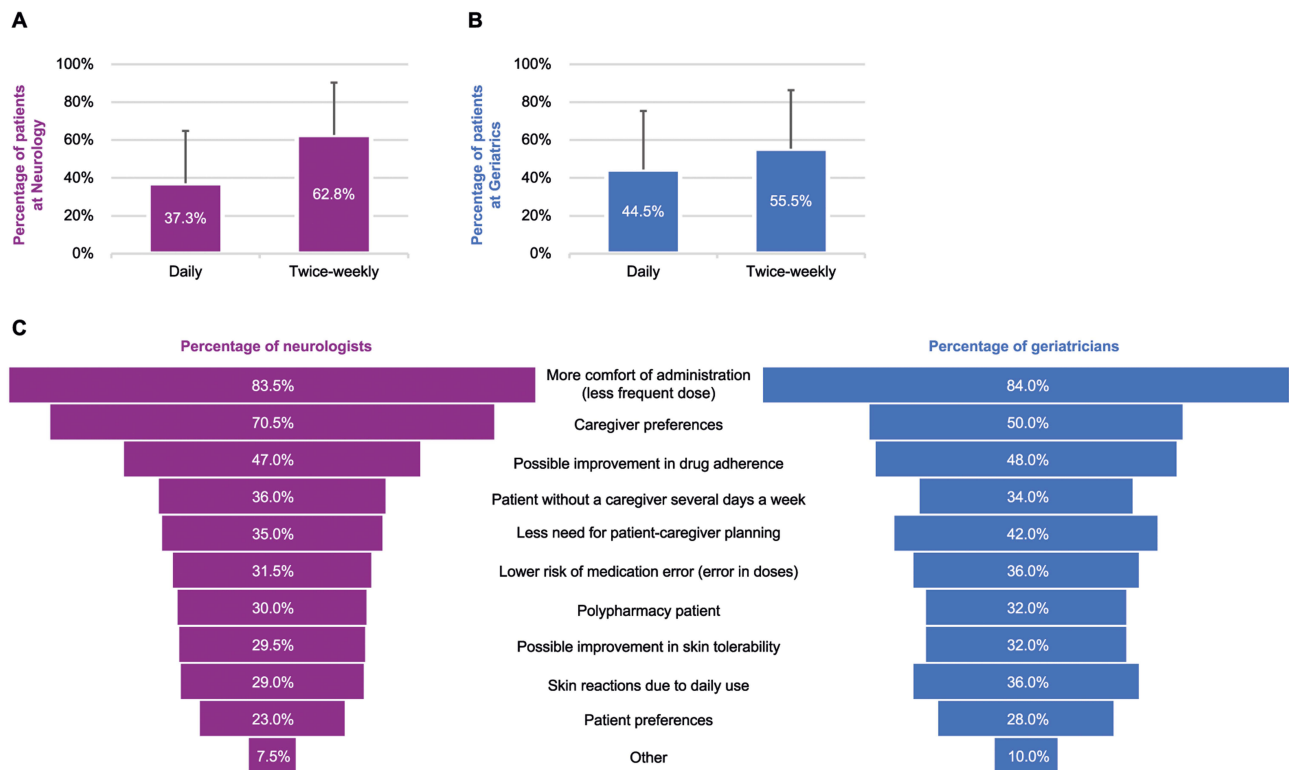 A
Percentage of patients
at Neurology
100%
80%
60%
40%
20%
0%
37.3%
62.8%
Daily
Twice-weekly
B
Percentage of patients
at Geriatrics
100%
80%
60%
40%
20%
0%
44.5%
55.5%
Daily
Twice-weekly
C
Percentage of neurologists
Percentage of geriatricians
83.5%
More comfort of administration
(less frequent dose)
84.0%
70.5%
Caregiver preferences
50.0%
47.0%
Possible improvement in drug adherence
48.0%
36.0%
Patient without a caregiver several days a week
34.0%
35.0%
Less need for patient-caregiver planning
42.0%
31.5%
Lower risk of medication error (error in doses)
36.0%
30.0%
Polypharmacy patient
32.0%
29.5%
Possible improvement in skin tolerability
32.0%
29.0%
Skin reactions due to daily use
36.0%
23.0%
Patient preferences
28.0%
7.5%
Other
10.0%